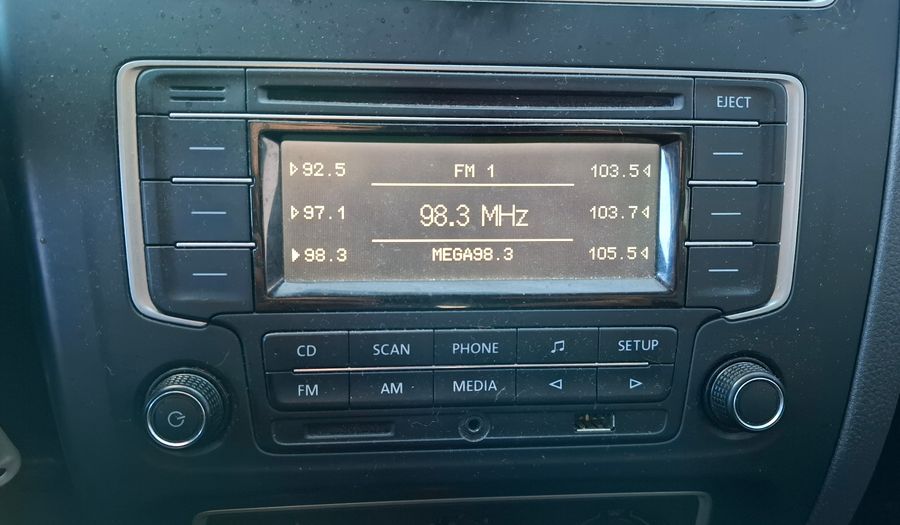 EJECT
92.5 FM 1 103.5
97.1 98.3 MHz 103.7
98.3 MEGA98.3 105.5
CD SCAN PHONE SETUP
FM AM MEDIA